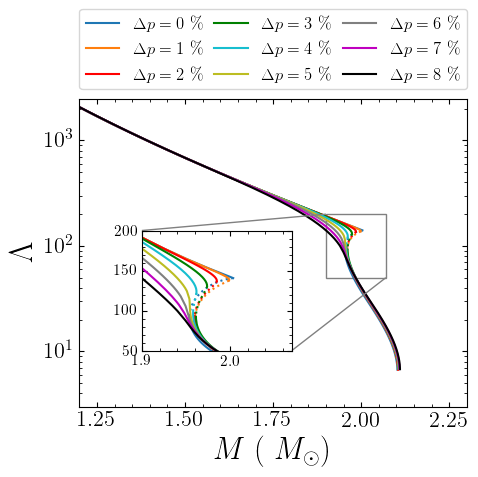 Δp = 0 % Δp = 3 % Δp = 6 %
Δp = 1 % Δp = 4 % Δp = 7 %
Δp = 2 % Δp = 5 % Δp = 8 %
10³
10²
10¹
Λ
200
150
100
50
1.9 2.0
1.25 1.50 1.75 2.00 2.25
M ( M⊙)